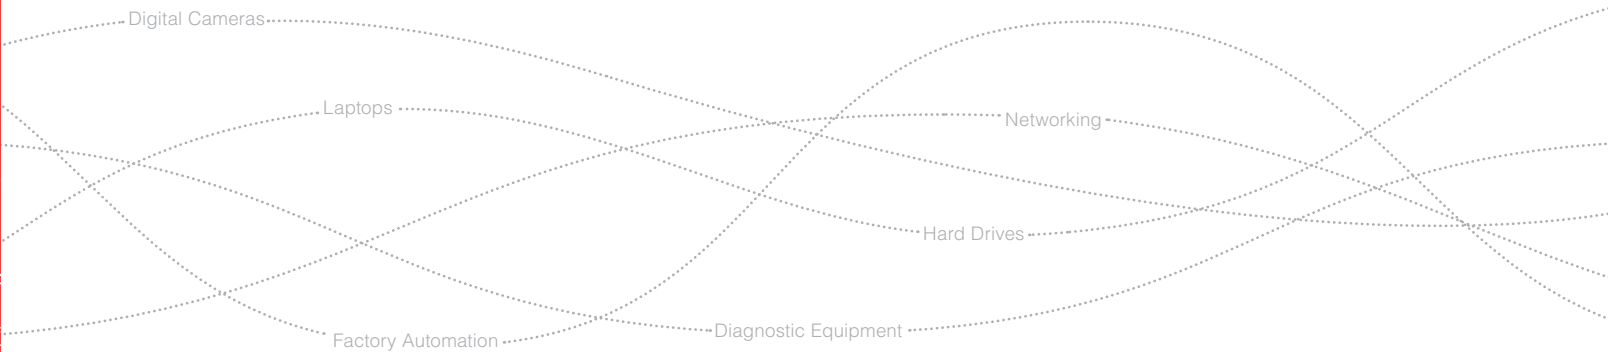 Digital Cameras
Laptops
Networking
Hard Drives
Diagnostic Equipment
Factory Automation